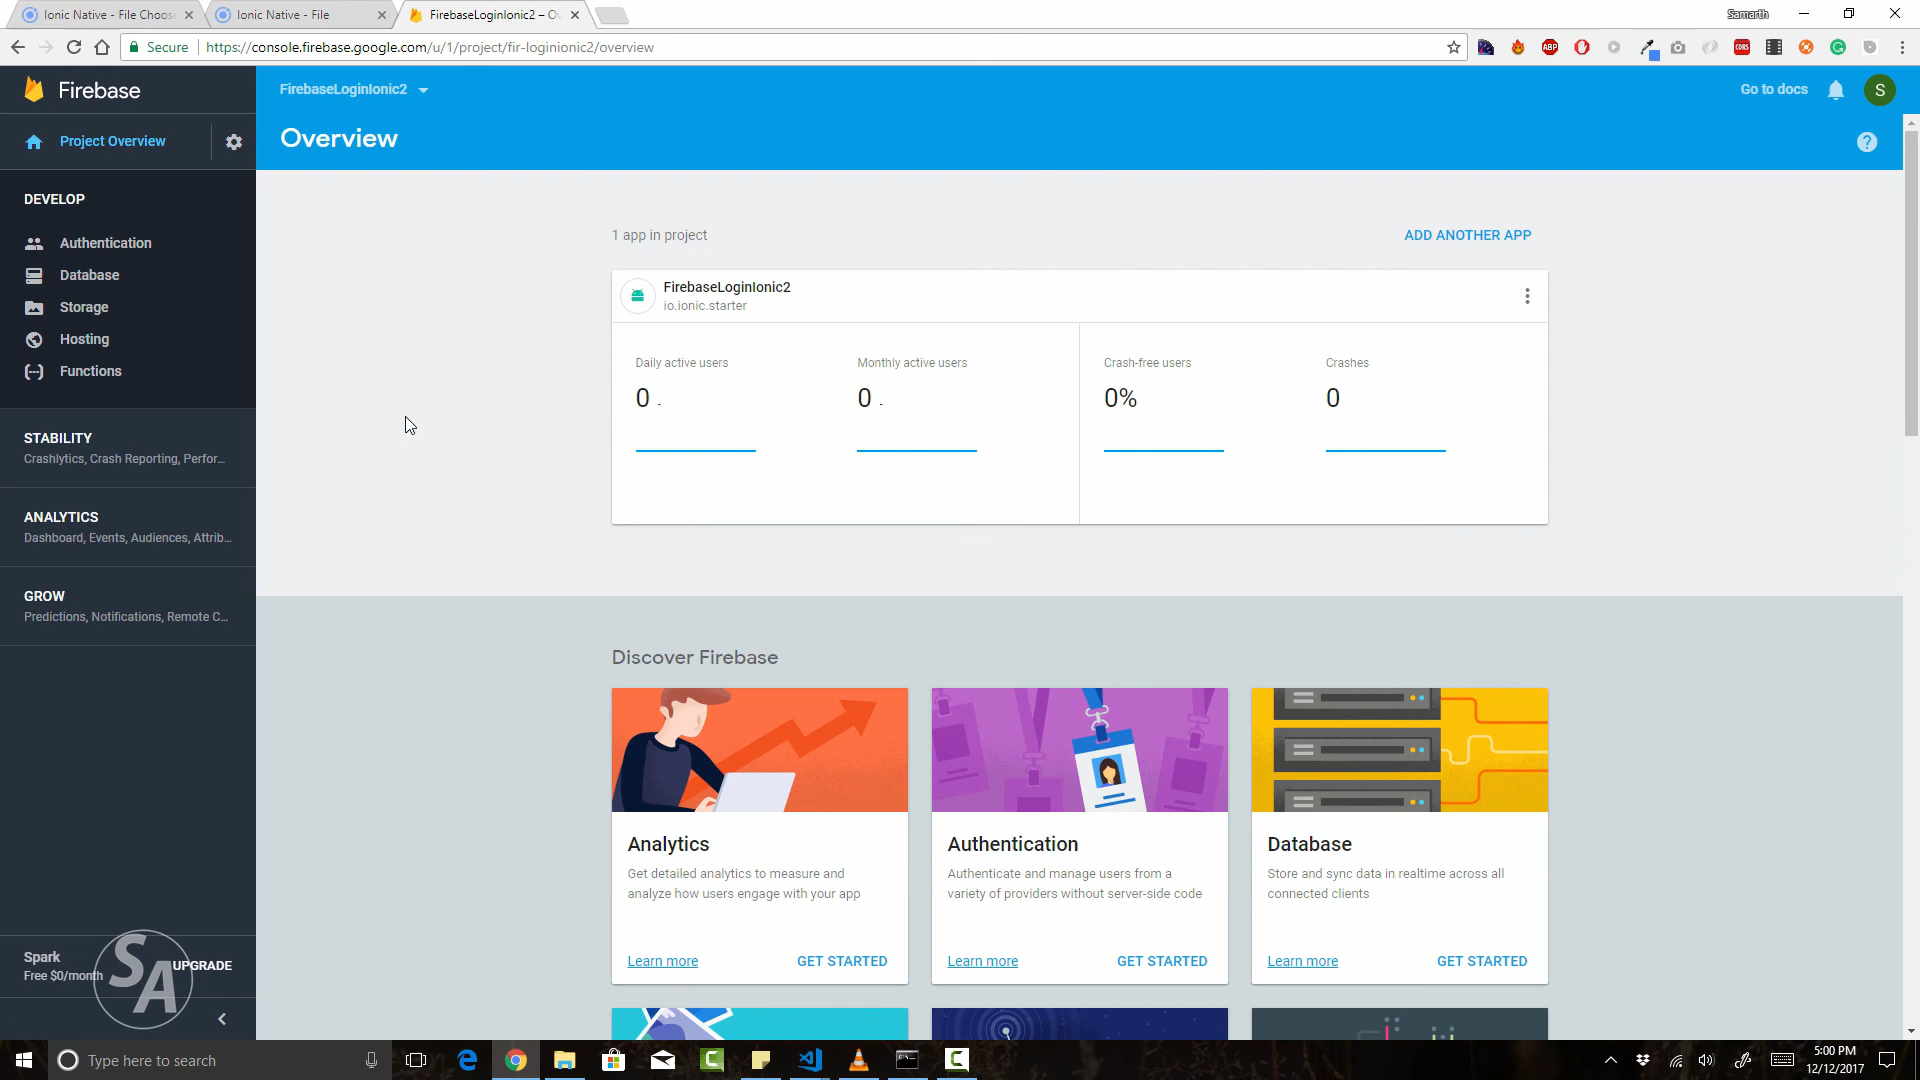 Ionic Native - File Choose
Ionic Native - File
FirebaseLoginIonic2 – Ov
Samarth
Secure
https://console.firebase.google.com/u/1/project/fir-loginionic2/overview
ABP
CORS
Firebase
FirebaseLoginIonic2
Go to docs
S
Project Overview
Overview
?
DEVELOP
Authentication
Database
Storage
Hosting
Functions
STABILITY
Crashlytics, Crash Reporting, Perfor...
ANALYTICS
Dashboard, Events, Audiences, Attrib...
GROW
Predictions, Notifications, Remote C...
Spark
Free $0/month
UPGRADE
SA
1 app in project
ADD ANOTHER APP
FirebaseLoginIonic2
io.ionic.starter
Daily active users
Monthly active users
Crash-free users
Crashes
0 -
0 -
0%
0
Discover Firebase
Analytics
Get detailed analytics to measure and
analyze how users engage with your app
Learn more
GET STARTED
Authentication
Authenticate and manage users from a
variety of providers without server-side code
Learn more
GET STARTED
Database
Store and sync data in realtime across all
connected clients
Learn more
GET STARTED
Type here to search
5:00 PM
12/12/2017